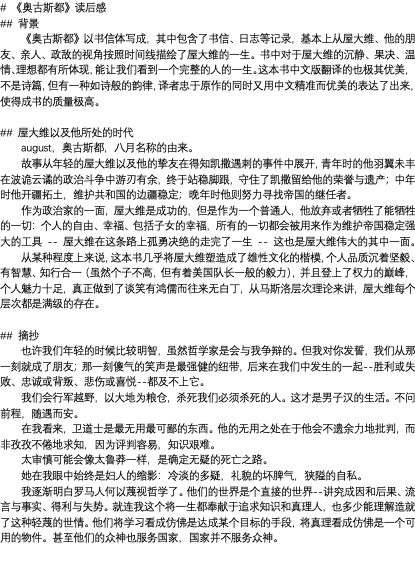 # 《奥古斯都》读后感
## 背景
《奥古斯都》以书信体写成，其中包含了书信、日志等记录，基本上从屋大维、他的朋
友、亲人、政敌的视角按照时间线描绘了屋大维的一生。书中对于屋大维的沉静、果决、温
情、理想都有所体现，能让我们看到一个完整的人的一生。这本书中文版翻译的也极其优美，
不是诗篇，但有一种如诗般的韵律，译者忠于原作的同时又用中文精准而优美的表达了出来，
使得成书的质量极高。
## 屋大维以及他所处的时代
august，奥古斯都，八月名称的由来。
故事从年轻的屋大维以及他的挚友在得知凯撒遇刺的事件中展开，青年时的他羽翼未丰
在波诡云谲的政治斗争中游刃有余，终于站稳脚跟，守住了凯撒留给他的荣誉与遗产；中年
时他开疆拓土，维护共和国的边疆稳定；晚年时他则努力寻找帝国的继任者。
作为政治家的一面，屋大维是成功的，但是作为一个普通人，他放弃或者牺牲了能牺牲
的一切：个人的自由、幸福、包括子女的幸福，所有的一切都会被用来作为维护帝国稳定强
大的工具 -- 屋大维在这条路上孤勇决绝的走完了一生 -- 这也是屋大维伟大的其中一面。
从某种程度上来说，这本书几乎将屋大维塑造成了雄性文化的楷模，个人品质沉着坚毅、
有智慧、知行合一（虽然个子不高，但有着美国队长一般的毅力），并且登上了权力的巅峰，
个人魅力十足，真正做到了谈笑有鸿儒而往来无白丁，从马斯洛层次理论来讲，屋大维每个
层次都是满级的存在。
## 摘抄
也许我们年轻的时候比较明智，虽然哲学家是会与我争辩的。但我对你发誓，我们从那
一刻就成了朋友；那一刻傻气的笑声是最强健的纽带，后来在我们中发生的一起--胜利或失
败、忠诚或背叛、悲伤或喜悦--都及不上它。
我们会行军越野，以大地为粮仓，杀死我们必须杀死的人。这才是男子汉的生活。不问
前程，随遇而安。
在我看来，卫道士是最无用最可鄙的东西。他的无用之处在于他会不遗余力地批判，而
非孜孜不倦地求知，因为评判容易，知识艰难。
太审慎可能会像太鲁莽一样，是确定无疑的死亡之路。
她在我眼中始终是妇人的缩影：冷淡的多疑，礼貌的坏脾气，狭隘的自私。
我逐渐明白罗马人何以蔑视哲学了。他们的世界是个直接的世界--讲究成因和后果、流
言与事实、得利与失势。就连我这个将一生都奉献于追求知识和真理人，也多少能理解造就
了这种轻蔑的世情。他们将学习看成仿佛是达成某个目标的手段，将真理看成仿佛是一个可
用的物件。甚至他们的众神也服务国家，国家并不服务众神。